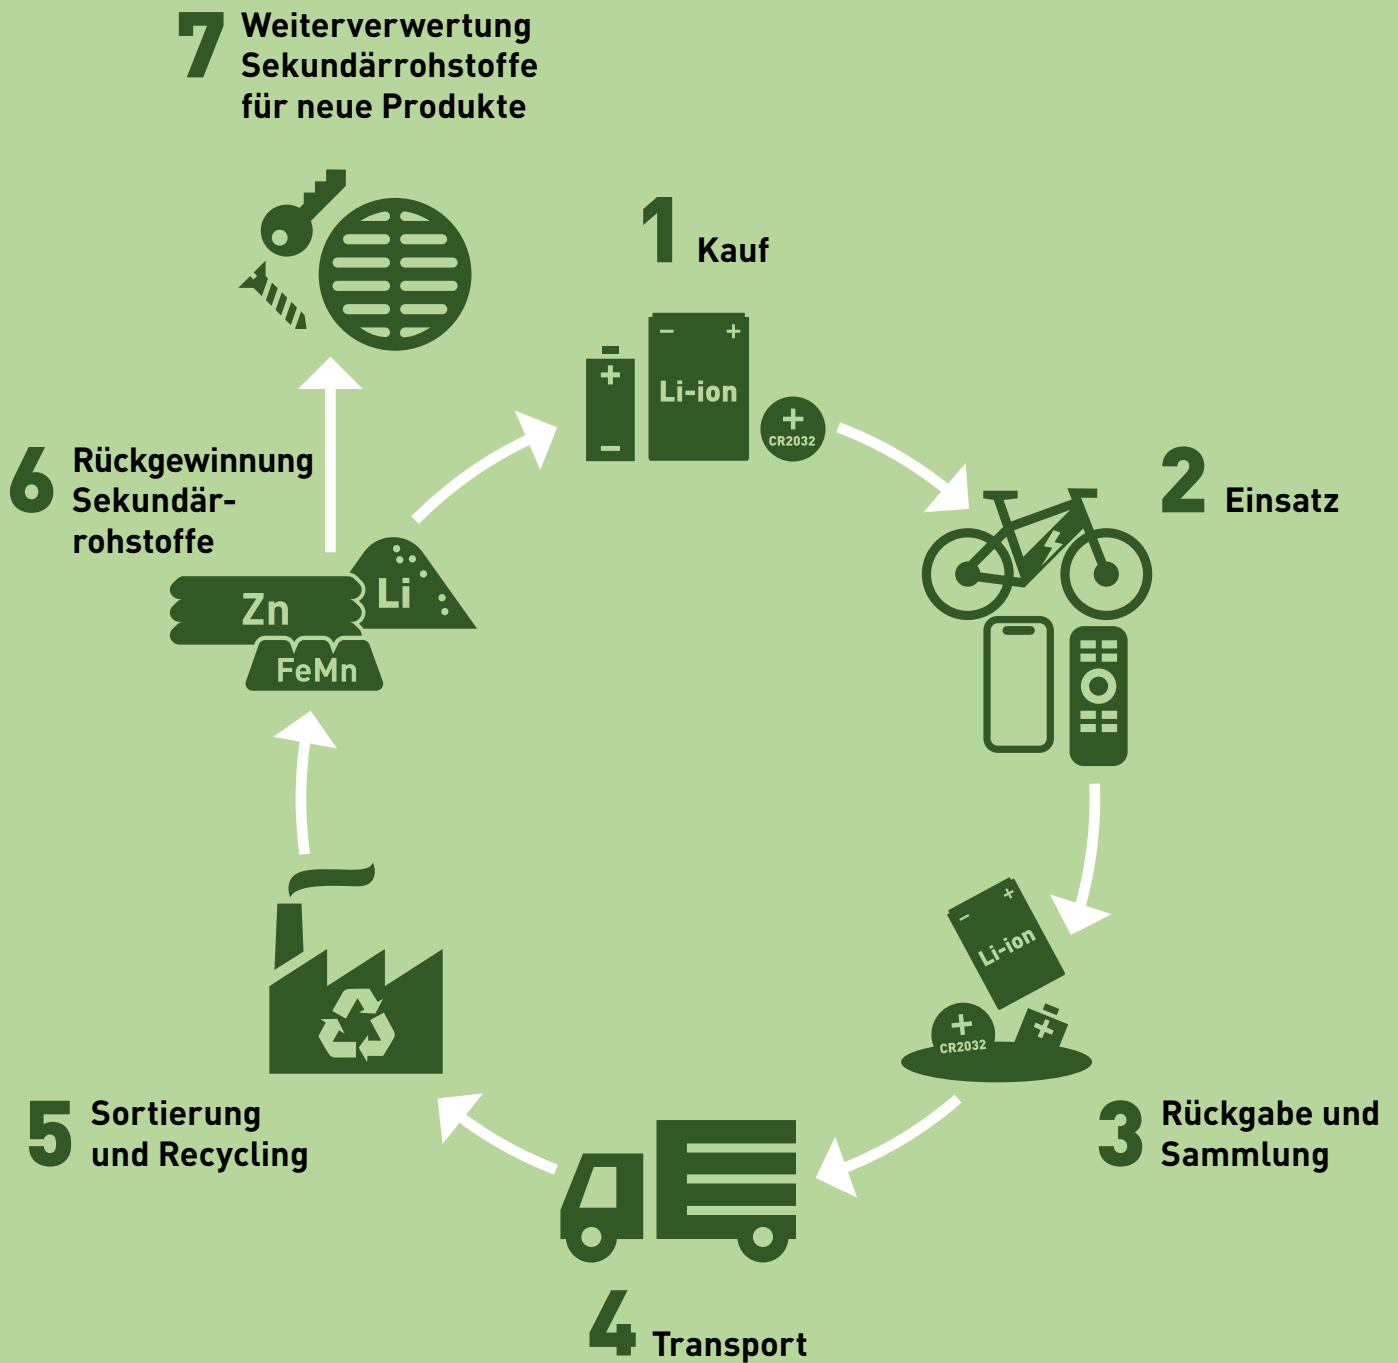 7 Weiterverwertung
Sekundärrohstoffe
für neue Produkte
1 Kauf
− +
Li-ion
+
−
+
CR2032
2 Einsatz
6 Rückgewinnung
Sekundär-
rohstoffe
Zn
Li
FeMn
− +
Li-ion
+
CR2032
+
3 Rückgabe und
Sammlung
5 Sortierung
und Recycling
4 Transport